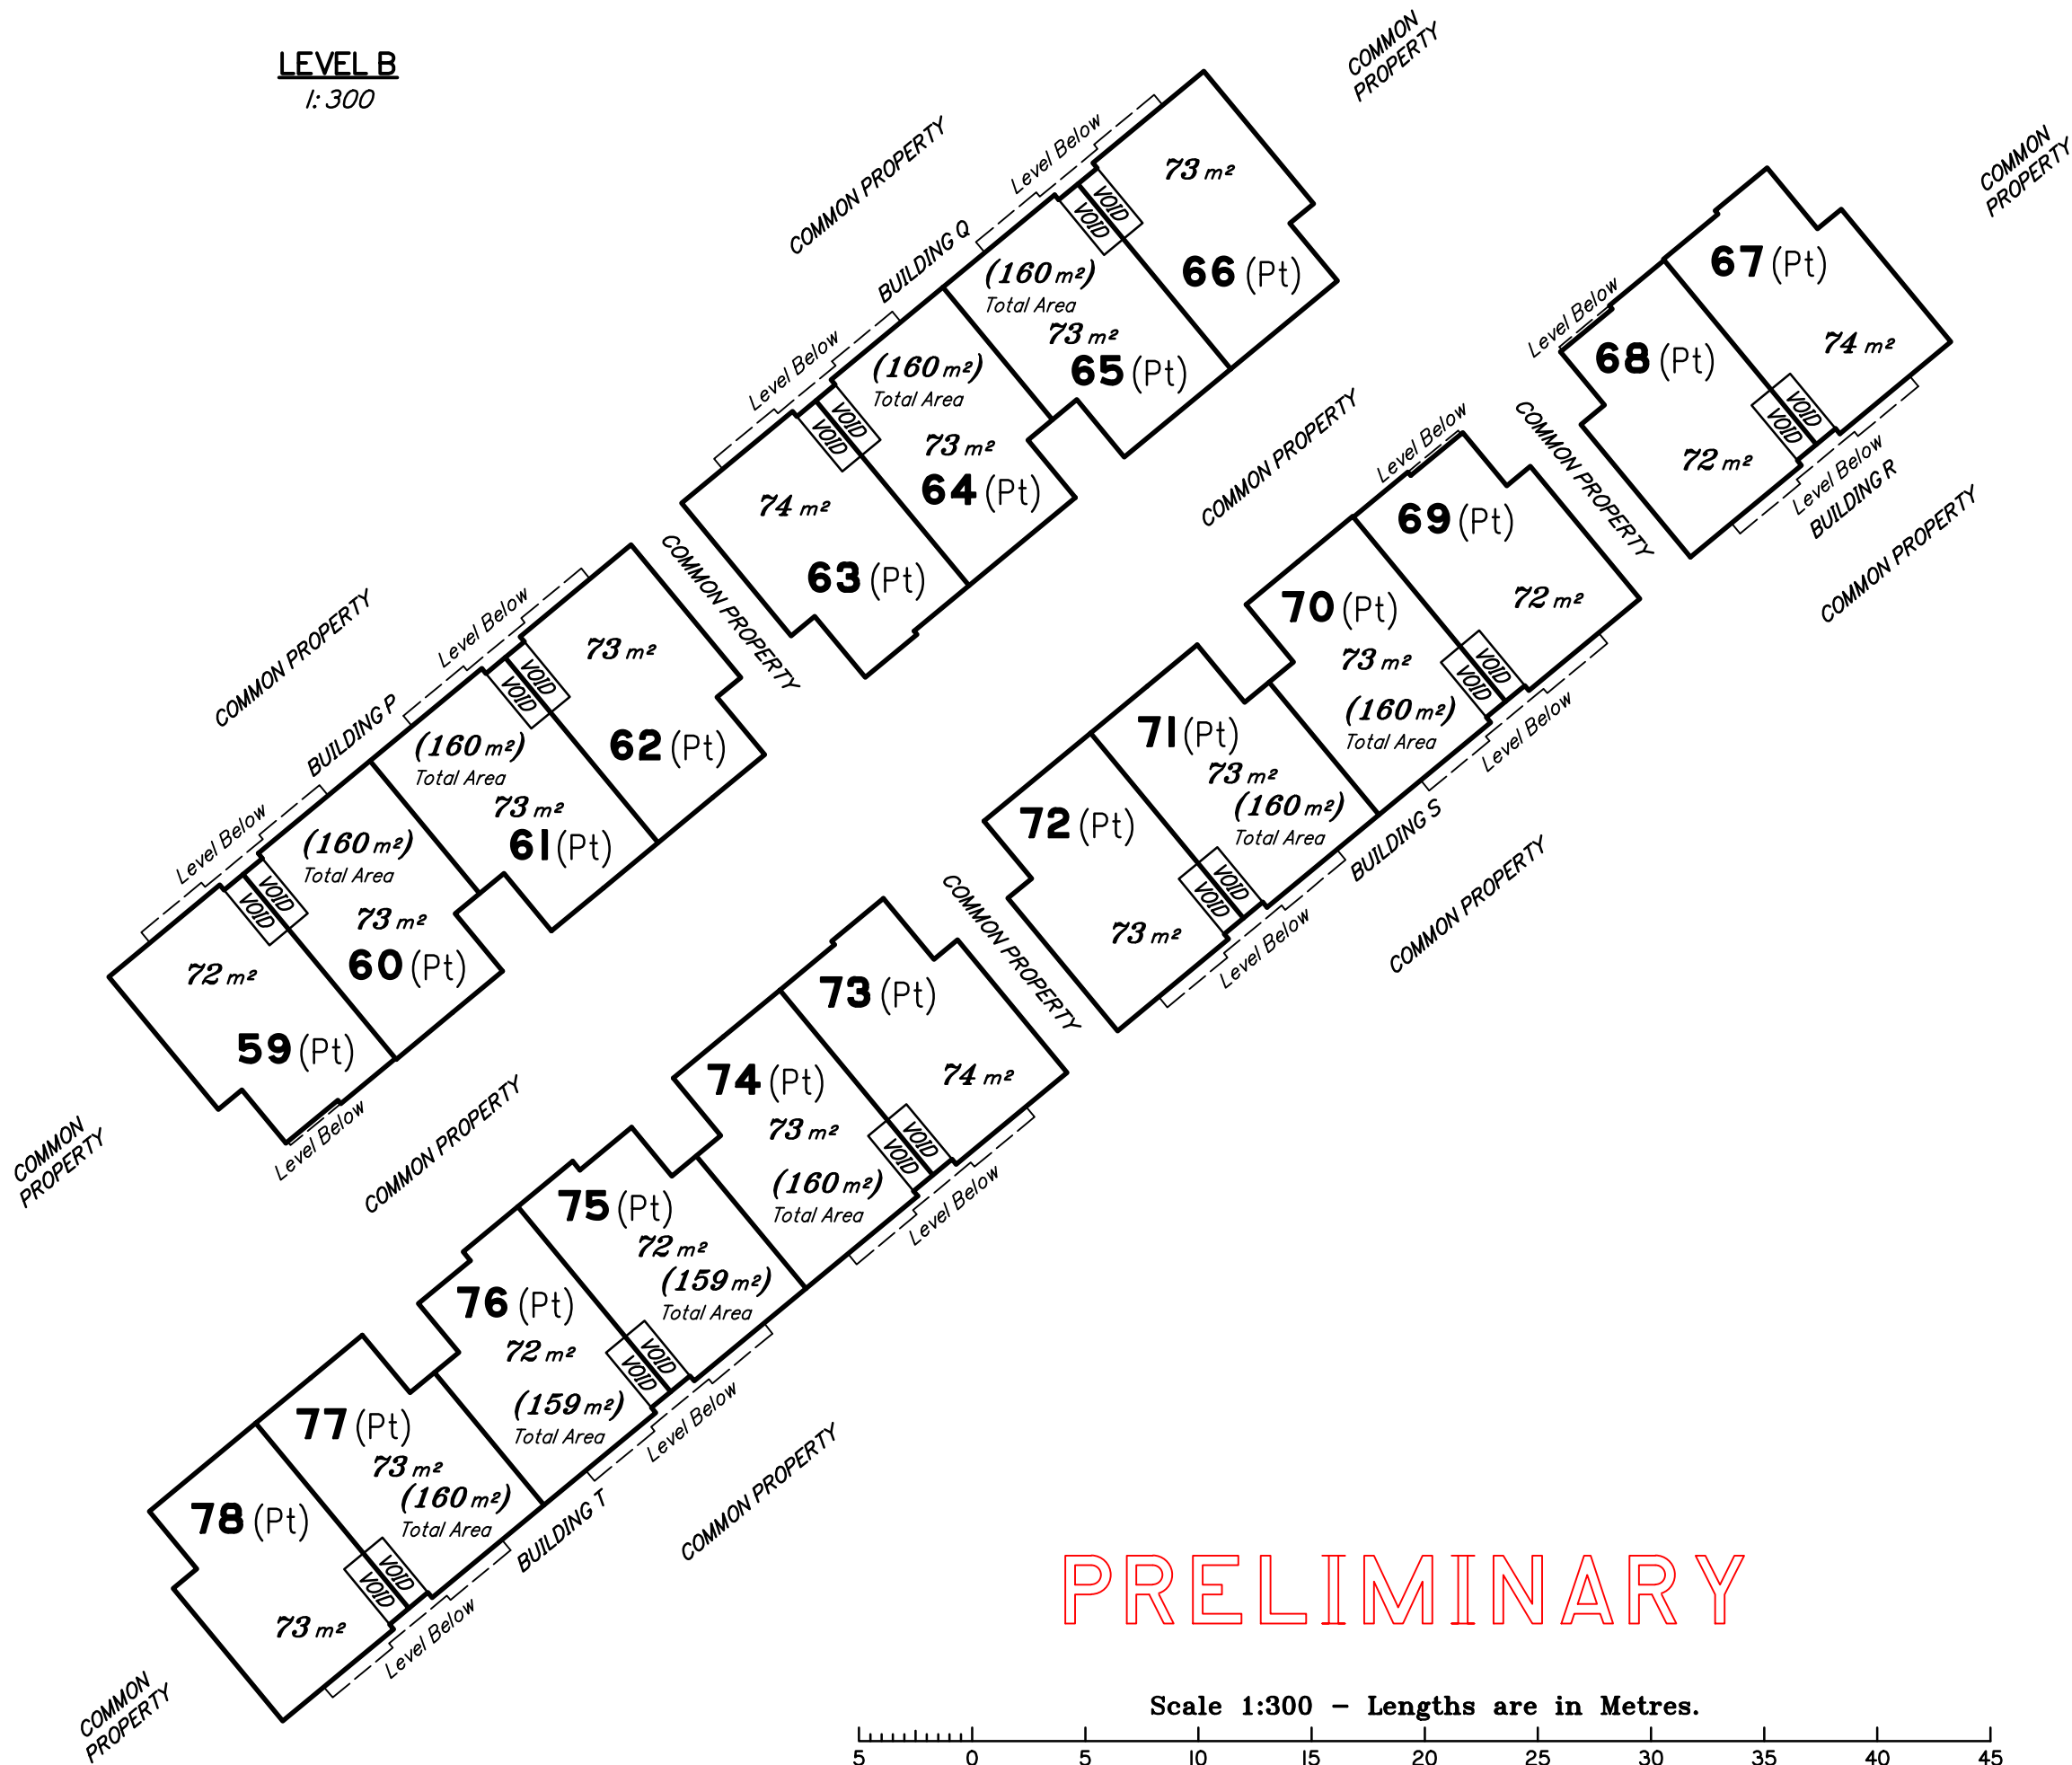 LEVEL B
1:300
COMMON
PROPERTY
COMMON PROPERTY
Level Below
BUILDING Q
73 m²
66 (Pt)
VOID
VOID
(160 m²)
Total Area
73 m²
65 (Pt)
Level Below
(160 m²)
Total Area
73 m²
64 (Pt)
VOID
VOID
74 m²
63 (Pt)
COMMON
PROPERTY
67 (Pt)
74 m²
Level Below
68 (Pt)
72 m²
VOID
VOID
Level Below
BUILDING R
COMMON PROPERTY
COMMON PROPERTY
COMMON PROPERTY
Level Below
69 (Pt)
72 m²
70 (Pt)
73 m²
(160 m²)
Total Area
VOID
VOID
Level Below
71 (Pt)
73 m²
(160 m²)
Total Area
72 (Pt)
73 m²
VOID
VOID
Level Below
BUILDING S
COMMON PROPERTY
COMMON PROPERTY
COMMON PROPERTY
COMMON PROPERTY
BUILDING P
Level Below
73 m²
62 (Pt)
VOID
VOID
(160 m²)
Total Area
73 m²
61 (Pt)
Level Below
(160 m²)
Total Area
73 m²
60 (Pt)
VOID
VOID
72 m²
59 (Pt)
Level Below
COMMON
PROPERTY
COMMON PROPERTY
73 (Pt)
74 m²
74 (Pt)
73 m²
(160 m²)
Total Area
VOID
VOID
Level Below
75 (Pt)
72 m²
(159 m²)
Total Area
76 (Pt)
72 m²
(159 m²)
Total Area
VOID
VOID
Level Below
77 (Pt)
73 m²
(160 m²)
Total Area
78 (Pt)
73 m²
VOID
VOID
Level Below
BUILDING T
COMMON PROPERTY
COMMON
PROPERTY
PRELIMINARY
Scale 1:300 – Lengths are in Metres.
5 0 5 10 15 20 25 30 35 40 45